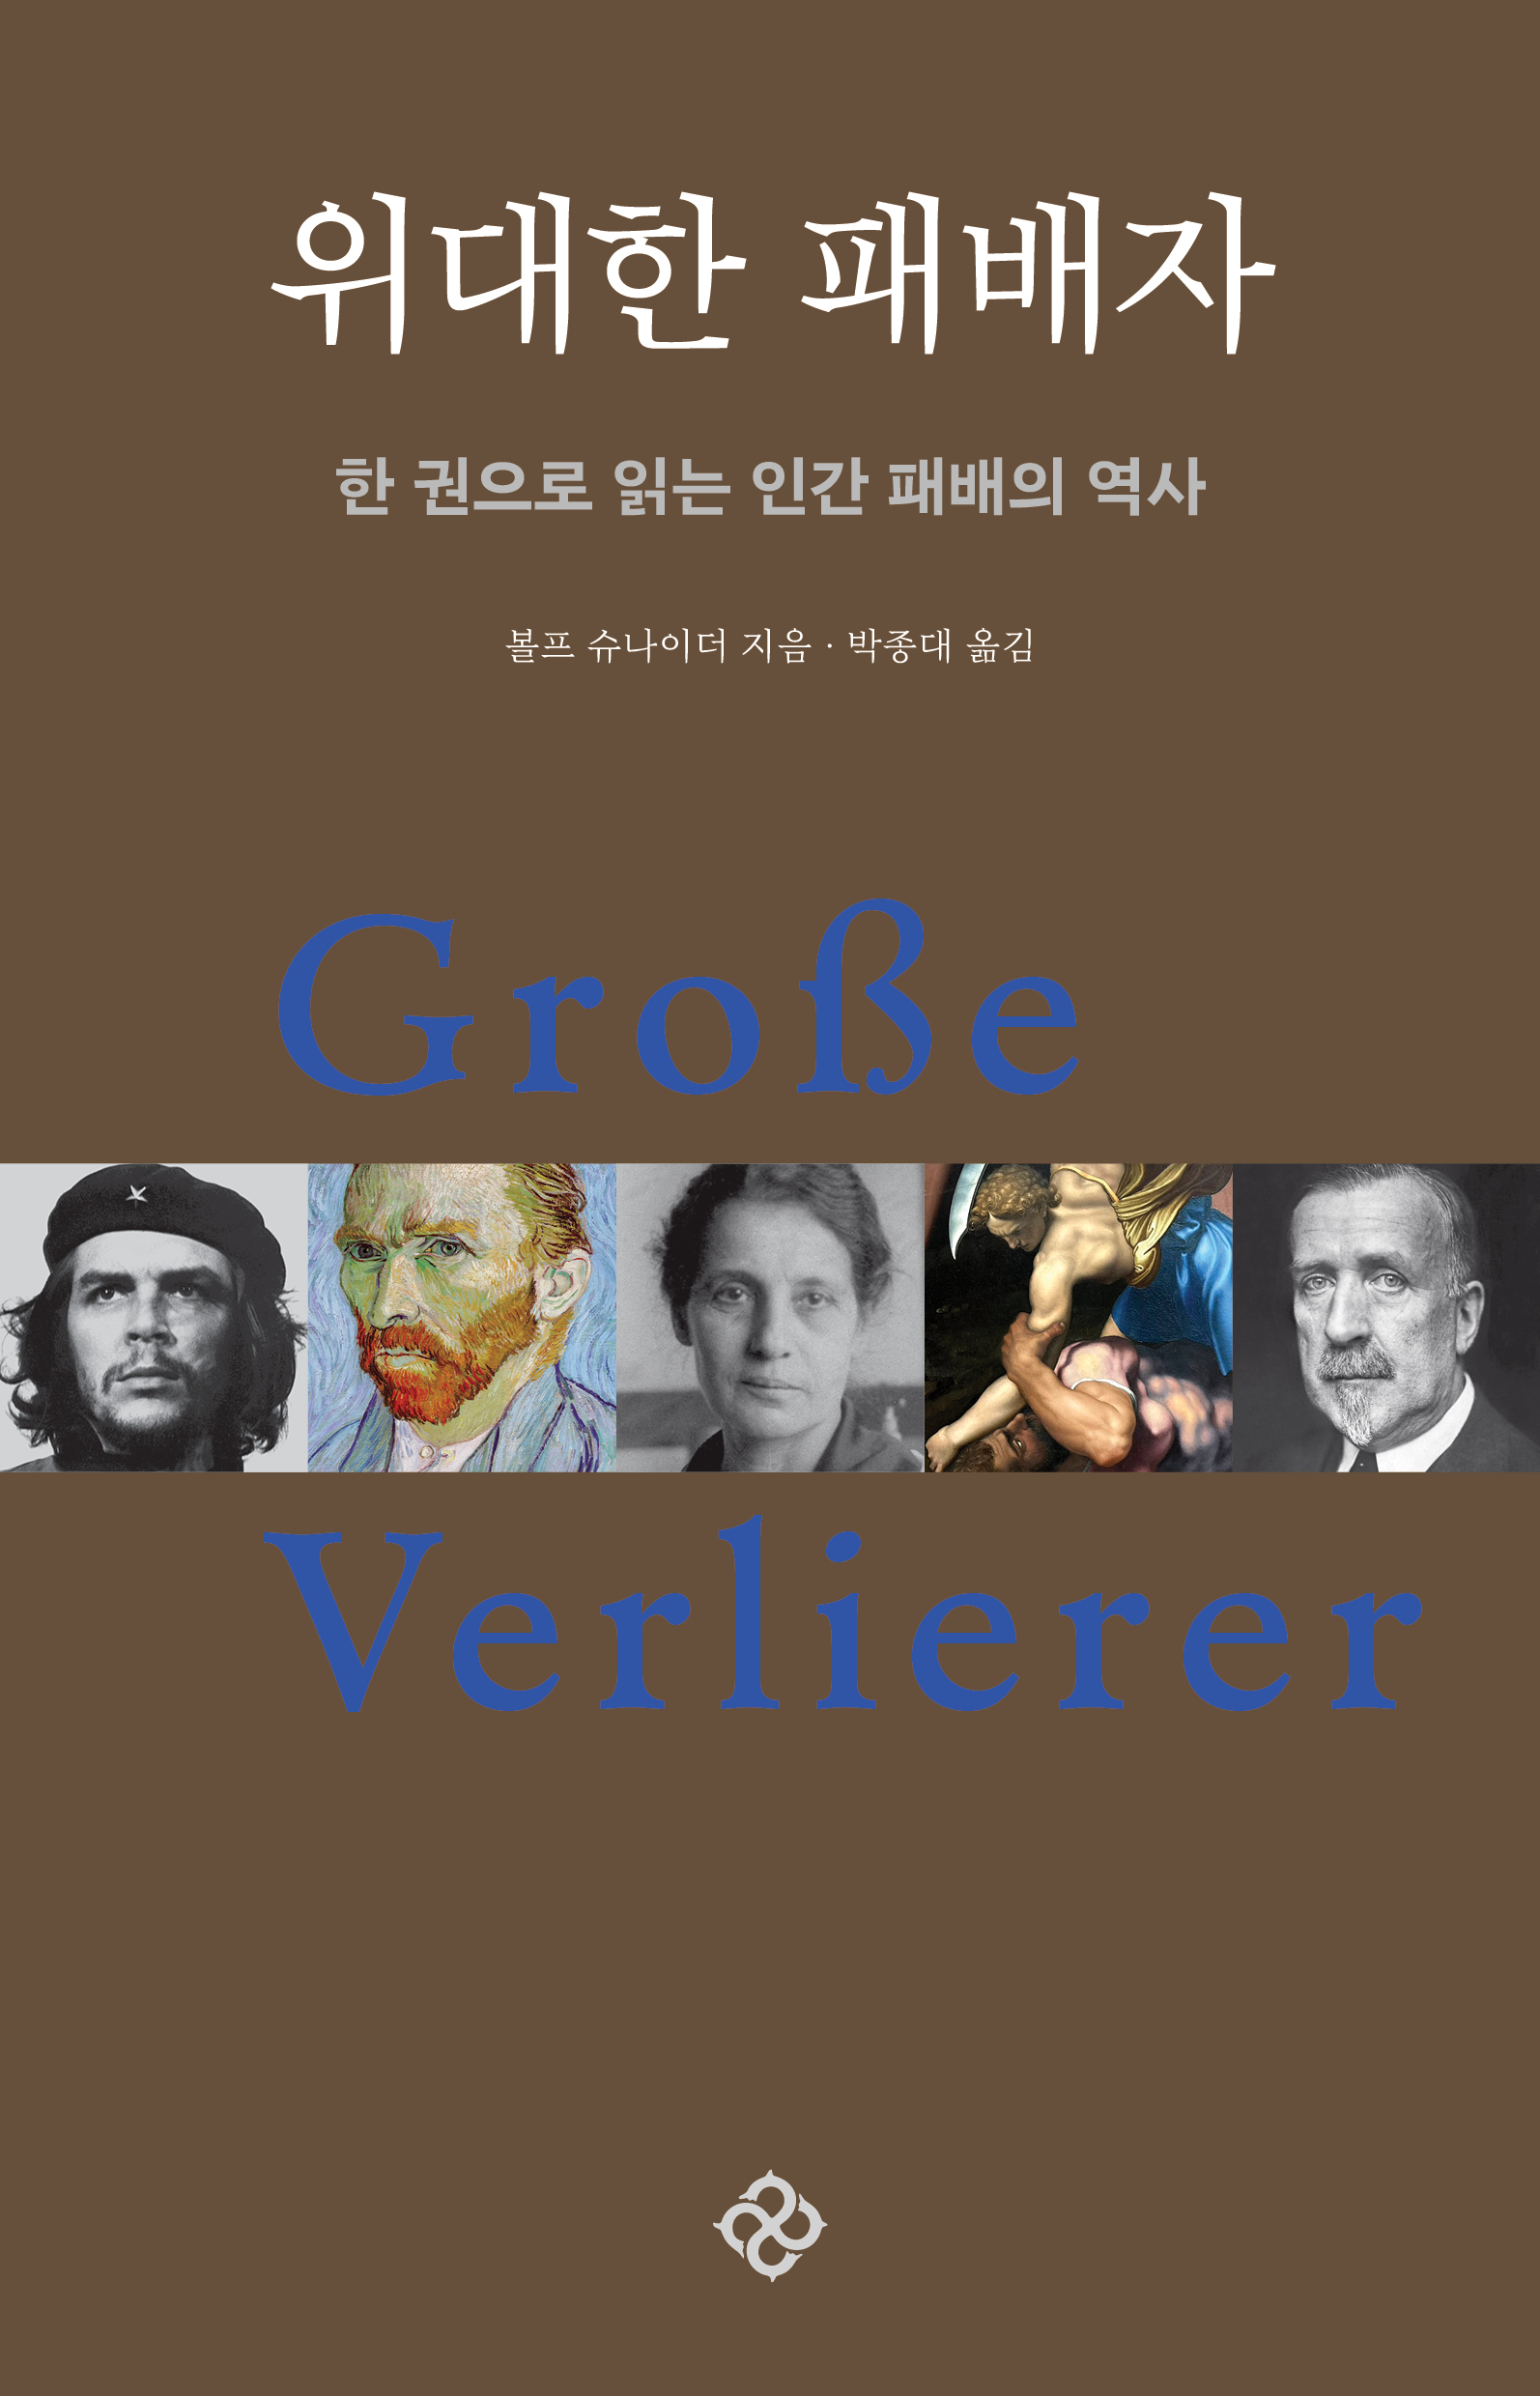 위대한 패배자
한 권으로 읽는 인간 패배의 역사
볼프 슈나이더 지음 · 박종대 옮김
Große
Verlierer